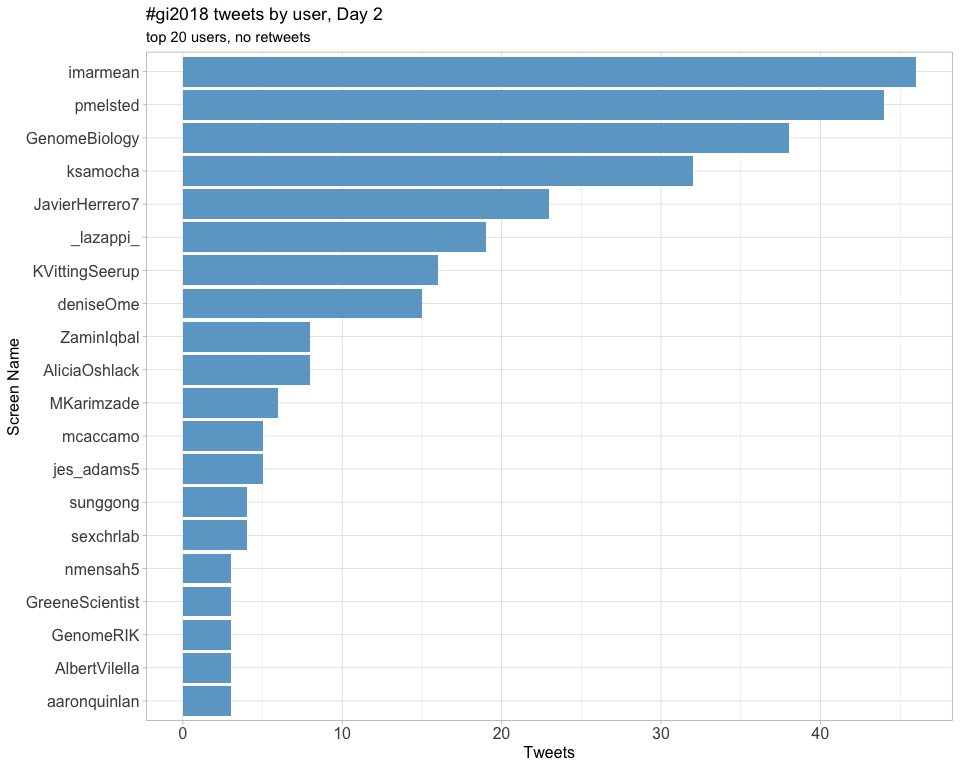 #gi2018 tweets by user, Day 2
top 20 users, no retweets
Screen Name
imarmean
pmelsted
GenomeBiology
ksamocha
JavierHerrero7
_lazappi_
KVittingSeerup
deniseOme
ZaminIqbal
AliciaOshlack
MKarimzade
mcaccamo
jes_adams5
sunggong
sexchrlab
nmensah5
GreeneScientist
GenomeRIK
AlbertVilella
aaronquinlan
0 10 20 30 40
Tweets